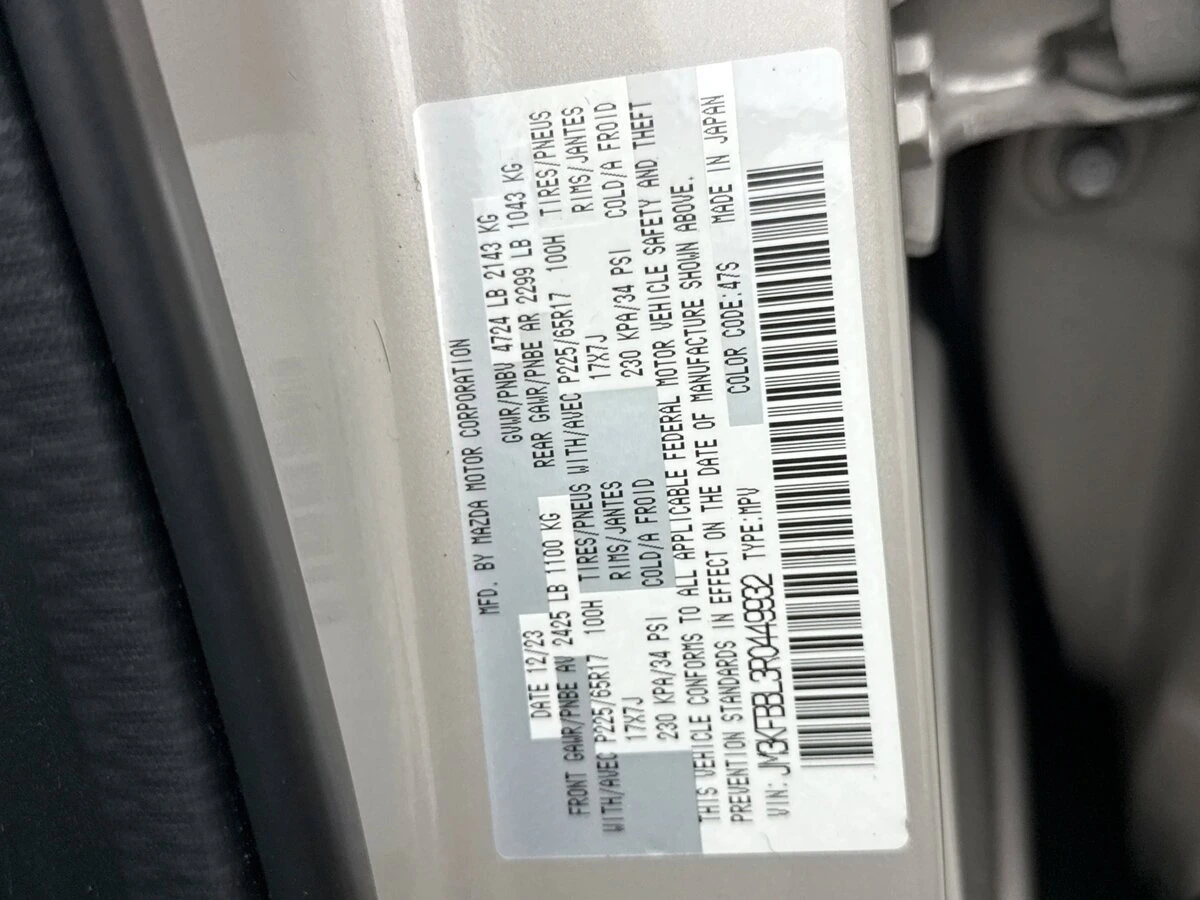 MFD. BY MAZDA MOTOR CORPORATION
DATE 12/23 GVWR/PNBV 4724 LB 2143 KG
FRONT GAWR/PNBE AV 2425 LB 1100 KG REAR GAWR/PNBE AR 2299 LB 1043 KG
WITH/AVEC P225/65R17 100H TIRES/PNEUS WITH/AVEC P225/65R17 100H TIRES/PNEUS
17X7J RIMS/JANTES 17X7J RIMS/JANTES
230 KPA/34 PSI COLD/A FROID 230 KPA/34 PSI COLD/A FROID
THIS VEHICLE CONFORMS TO ALL APPLICABLE FEDERAL MOTOR VEHICLE SAFETY AND THEFT
PREVENTION STANDARDS IN EFFECT ON THE DATE OF MANUFACTURE SHOWN ABOVE.
VIN: JM3KFBBL3R0449932 TYPE:MPV COLOR CODE:47S MADE IN JAPAN